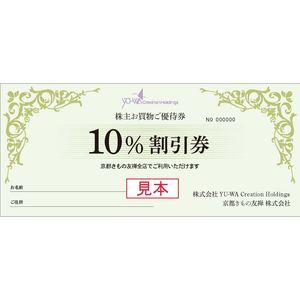 YU-WA Creation Holdings
株主お買物ご優待券
NO 000000
10%割引券
京都きもの友禅全店でご利用いただけます
お名前
見本
株式会社 YU-WA Creation Holdings
ご住所
京都きもの友禅 株式会社